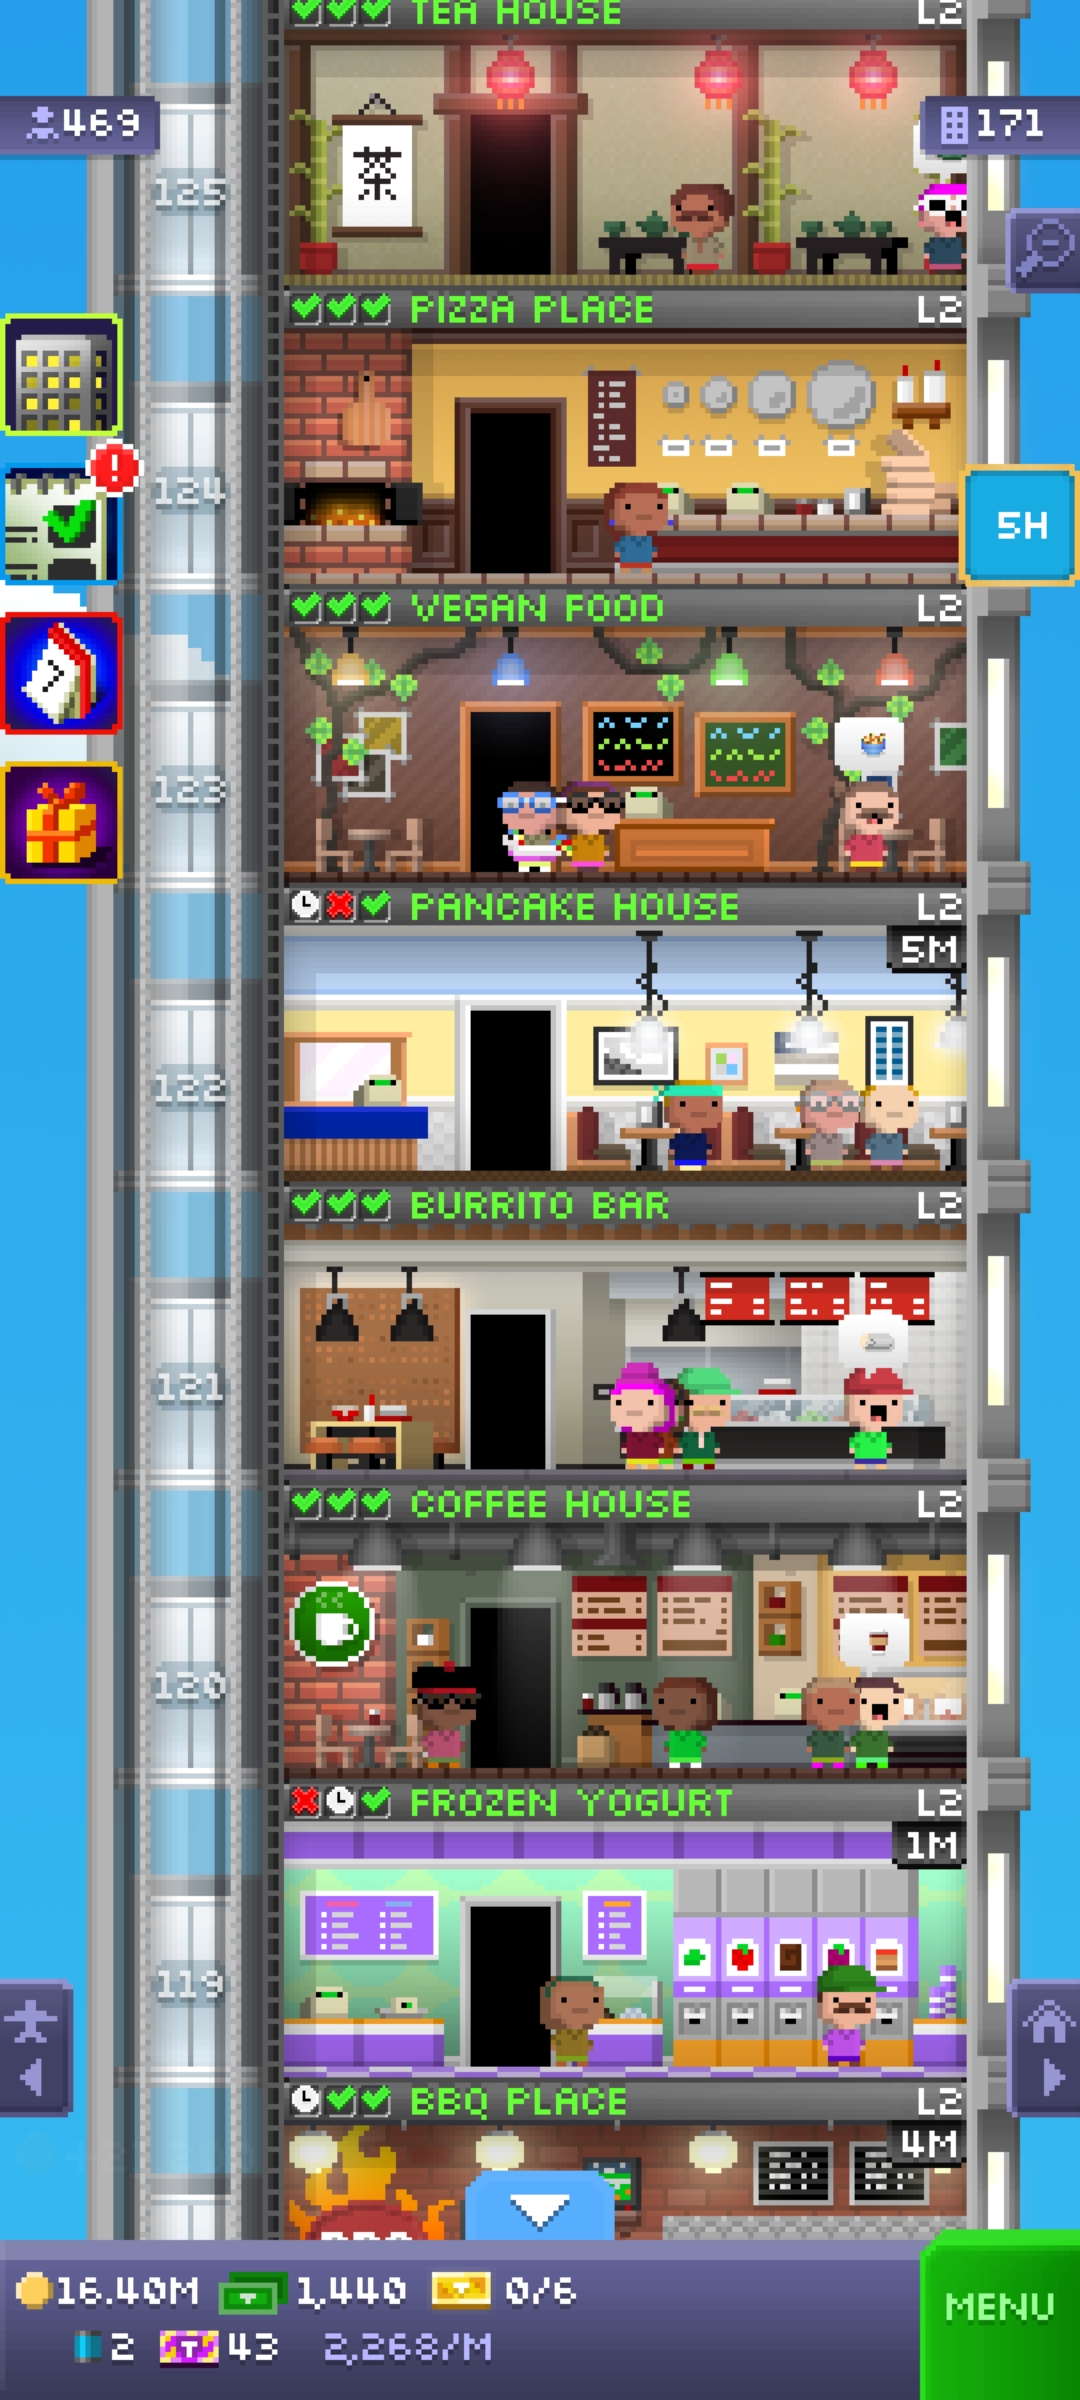 TEA HOUSE L2
469
171
125
茶
PIZZA PLACE L2
124
5H
VEGAN FOOD L2
123
PANCAKE HOUSE L2
5M
122
BURRITO BAR L2
121
COFFEE HOUSE L2
120
FROZEN YOGURT L2
1M
119
BBQ PLACE L2
4M
BBQ
16.40M 1,440 0/6
2 43 2,268/M
MENU